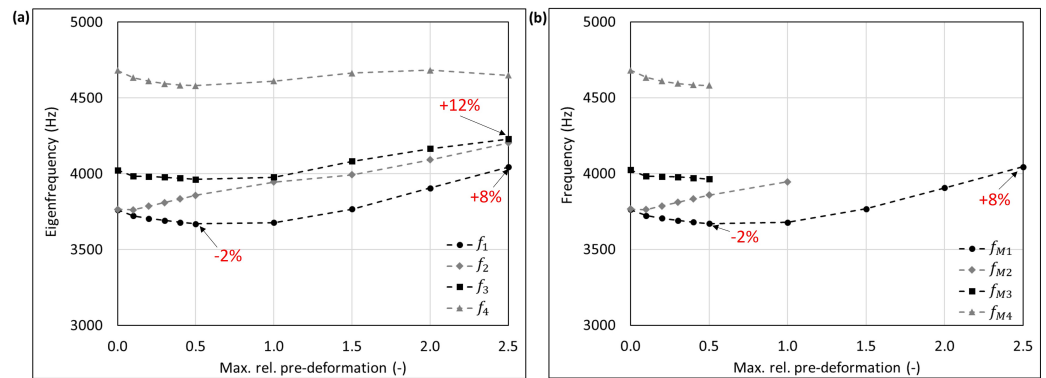 (a)
5000
4500
4000
3500
3000
Eigenfrequency (Hz)
+12%
+8%
-2%
f1
f2
f3
f4
0.0 0.5 1.0 1.5 2.0 2.5
Max. rel. pre-deformation (-)
(b)
5000
4500
4000
3500
3000
Frequency (Hz)
+8%
-2%
fM1
fM2
fM3
fM4
0.0 0.5 1.0 1.5 2.0 2.5
Max. rel. pre-deformation (-)